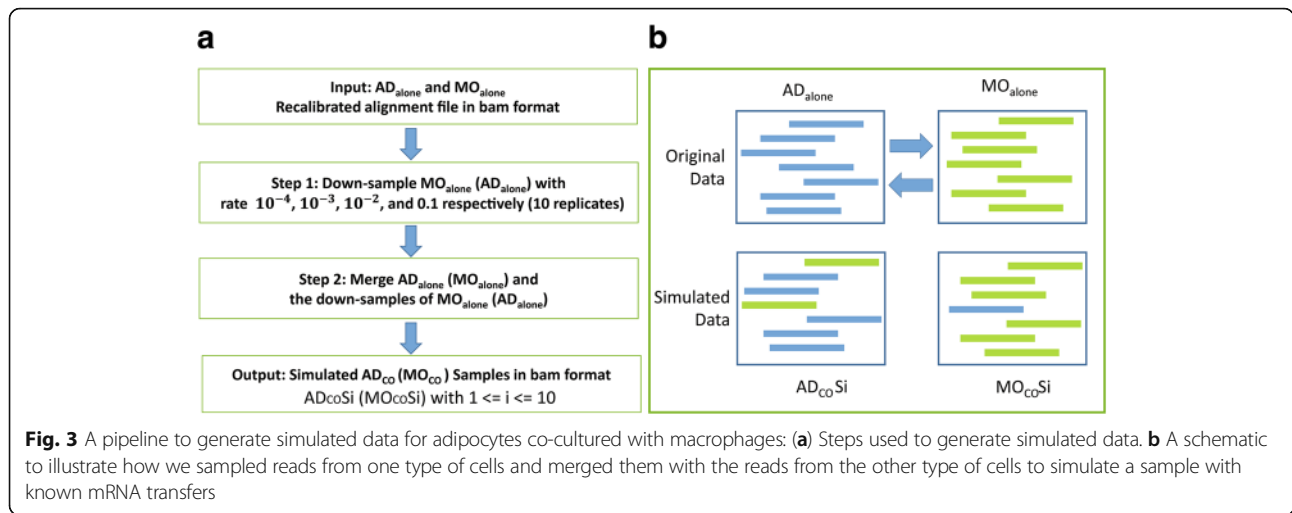 a
Input: ADalone and MOalone
Recalibrated alignment file in bam format
Step 1: Down-sample MOalone (ADalone) with
rate 10⁻⁴, 10⁻³, 10⁻², and 0.1 respectively (10 replicates)
Step 2: Merge ADalone (MOalone) and
the down-samples of MOalone (ADalone)
Output: Simulated ADCO (MOCO) Samples in bam format
ADcoSi (MOcoSi) with 1 <= i <= 10
b
ADalone
MOalone
Original
Data
Simulated
Data
ADCOSi
MOCOSi
Fig. 3 A pipeline to generate simulated data for adipocytes co-cultured with macrophages: (a) Steps used to generate simulated data. b A schematic
to illustrate how we sampled reads from one type of cells and merged them with the reads from the other type of cells to simulate a sample with
known mRNA transfers